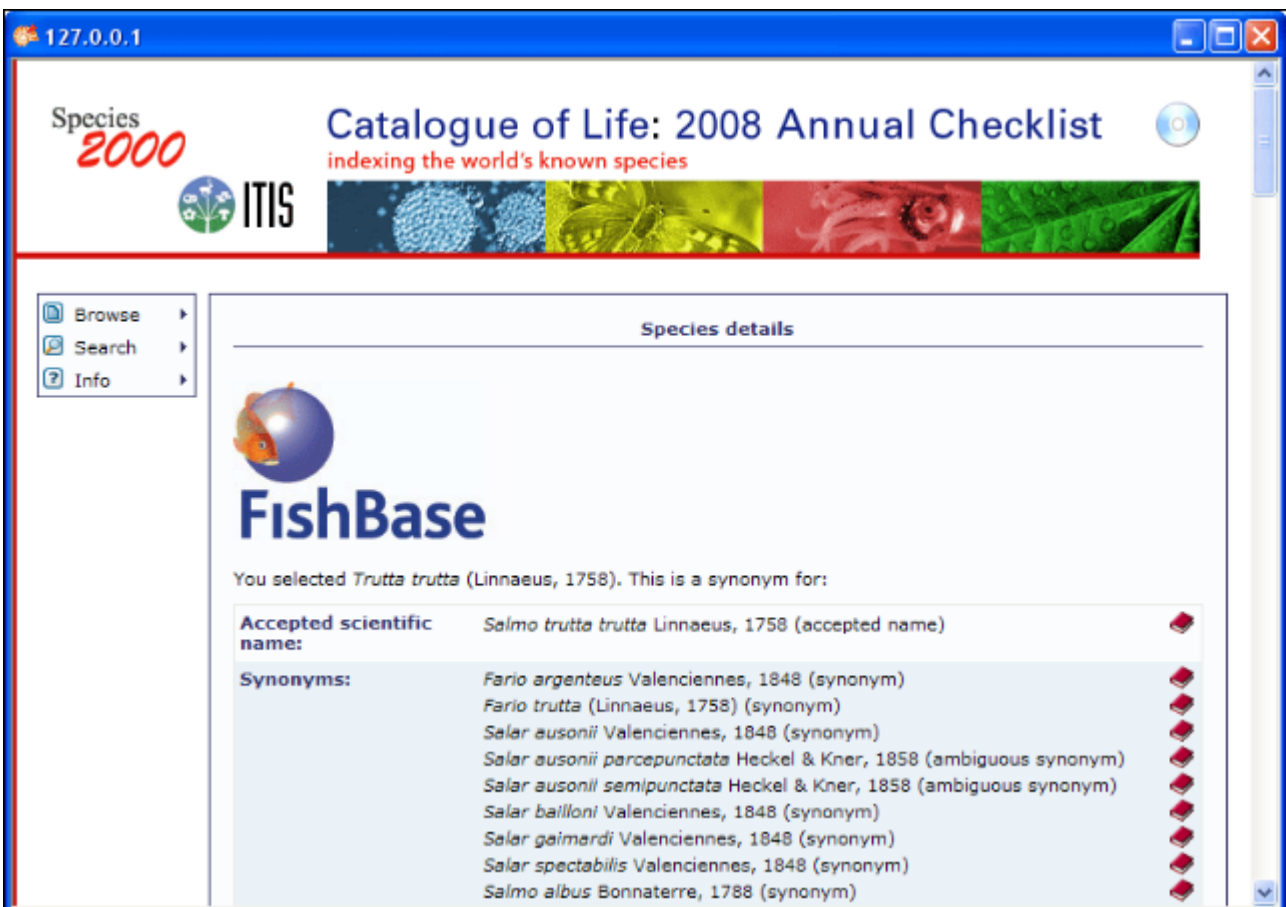 127.0.0.1
Species
2000
ITIS
Catalogue of Life: 2008 Annual Checklist
indexing the world's known species
Browse
Search
Info
Species details
FishBase
You selected Trutta trutta (Linnaeus, 1758). This is a synonym for:
Accepted scientific name: Salmo trutta trutta Linnaeus, 1758 (accepted name)
Synonyms: Fario argenteus Valenciennes, 1848 (synonym)
Fario trutta (Linnaeus, 1758) (synonym)
Salar ausonii Valenciennes, 1848 (synonym)
Salar ausonii parcepunctata Heckel & Kner, 1858 (ambiguous synonym)
Salar ausonii semipunctata Heckel & Kner, 1858 (ambiguous synonym)
Salar bailloni Valenciennes, 1848 (synonym)
Salar gaimardi Valenciennes, 1848 (synonym)
Salar spectabilis Valenciennes, 1848 (synonym)
Salmo albus Bonnaterre, 1788 (synonym)